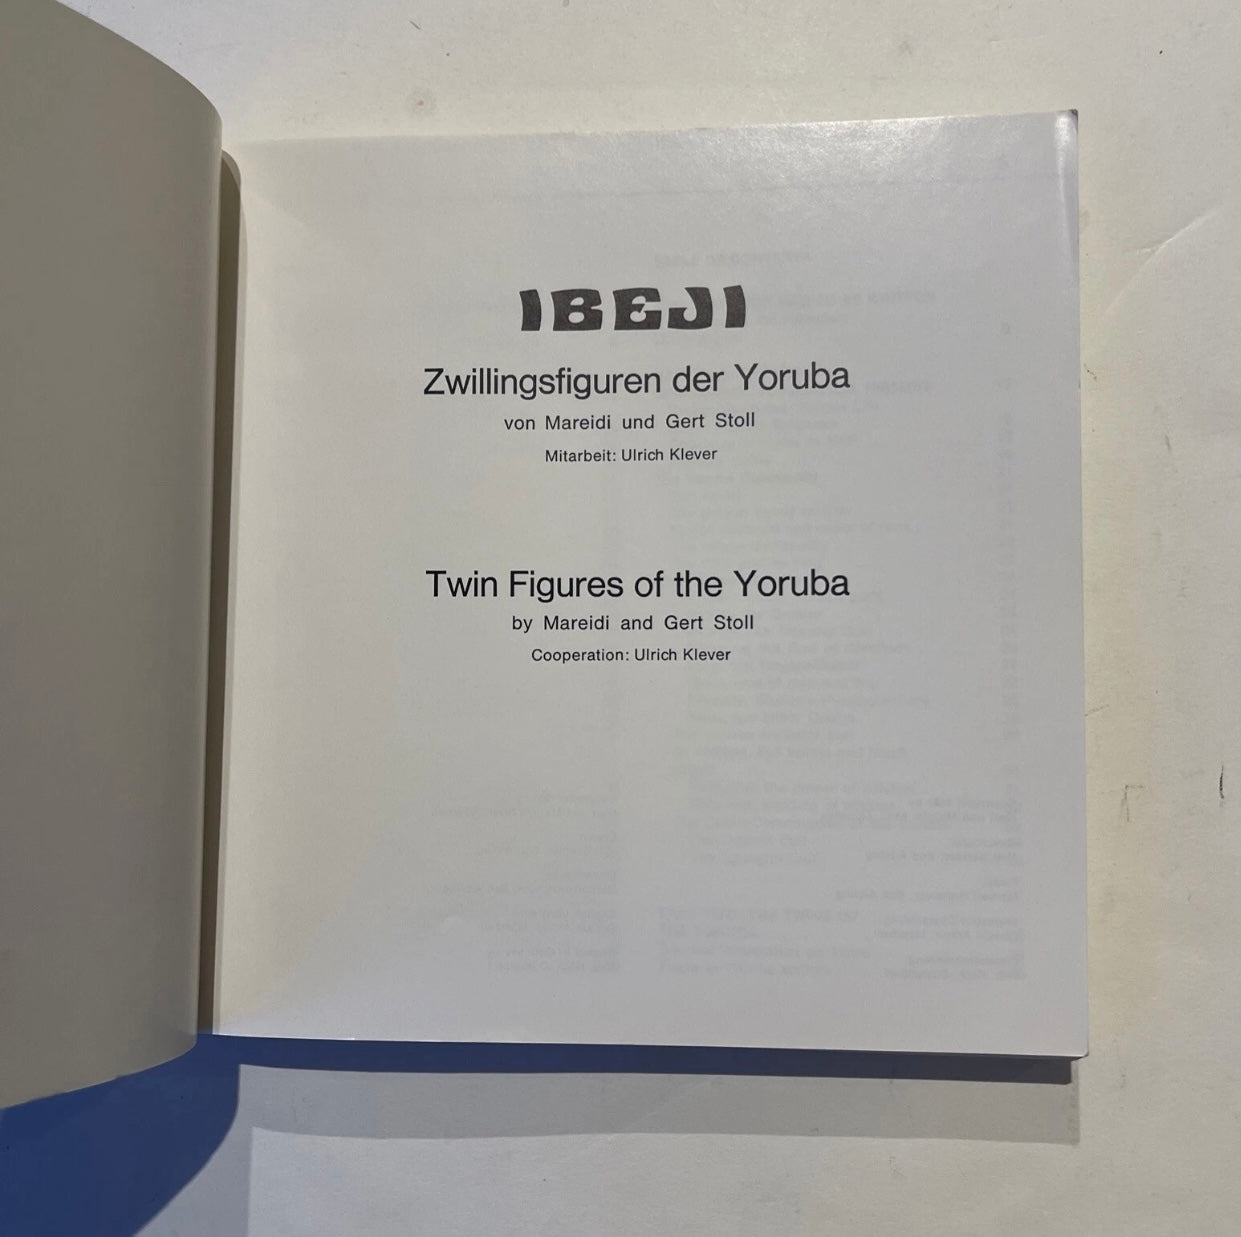 IBEJI
Zwillingsfiguren der Yoruba
von Mareidi und Gert Stoll
Mitarbeit: Ulrich Klever
Twin Figures of the Yoruba
by Mareidi and Gert Stoll
Cooperation: Ulrich Klever